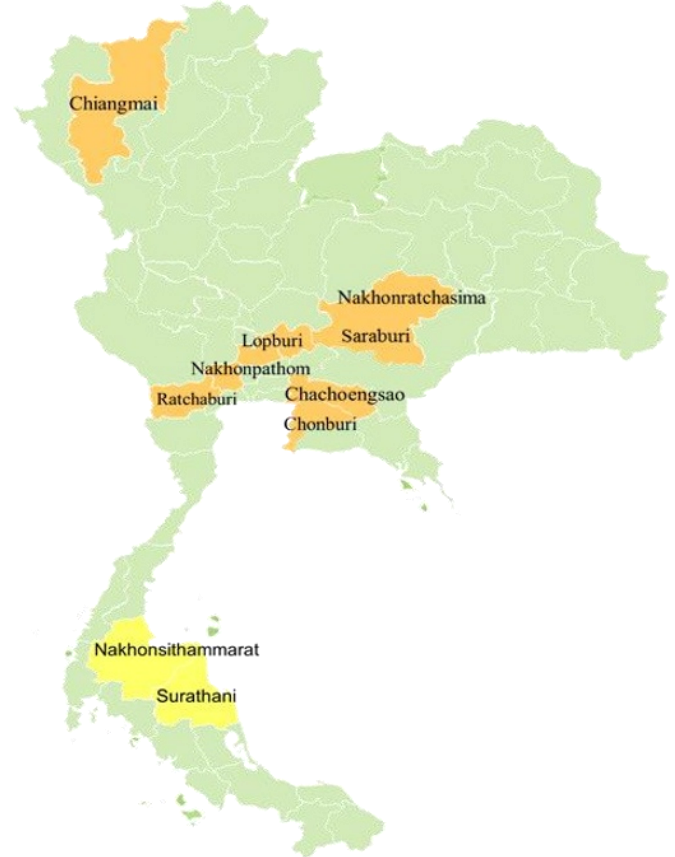 Chiangmai
Nakhonratchasima
Saraburi
Lopburi
Nakhonpathom
Chachoengsao
Ratchaburi
Chonburi
Nakhonsithammarat
Surathani